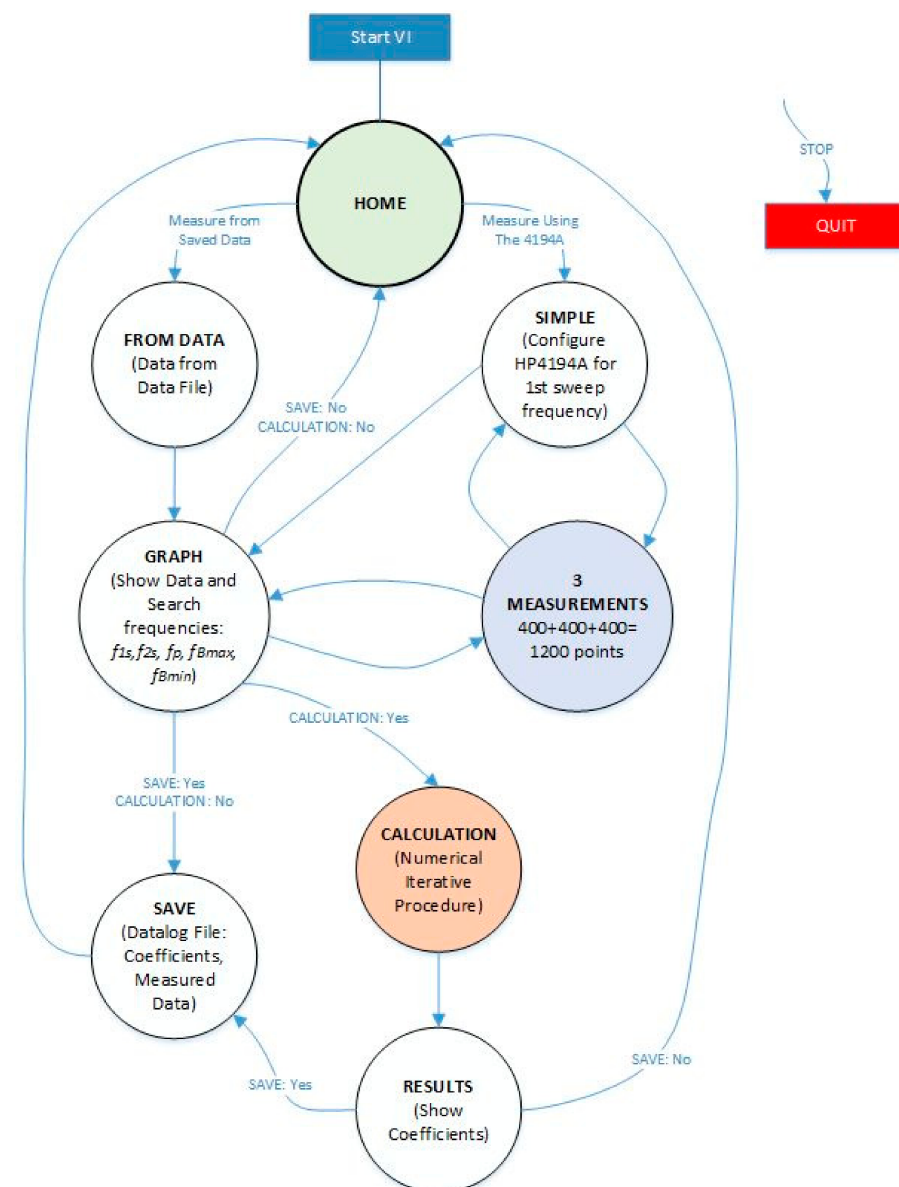 Start VI
HOME
STOP
QUIT
Measure from
Saved Data
Measure Using
The 4194A
FROM DATA
(Data from
Data File)
SIMPLE
(Configure
HP4194A for
1st sweep
frequency)
SAVE: No
CALCULATION: No
GRAPH
(Show Data and
Search
frequencies:
f1s,f2s, fp, fBmax,
fBmin)
3
MEASUREMENTS
400+400+400=
1200 points
CALCULATION: Yes
SAVE: Yes
CALCULATION: No
CALCULATION
(Numerical
Iterative
Procedure)
SAVE
(Datalog File:
Coefficients,
Measured
Data)
SAVE: Yes
RESULTS
(Show
Coefficients)
SAVE: No